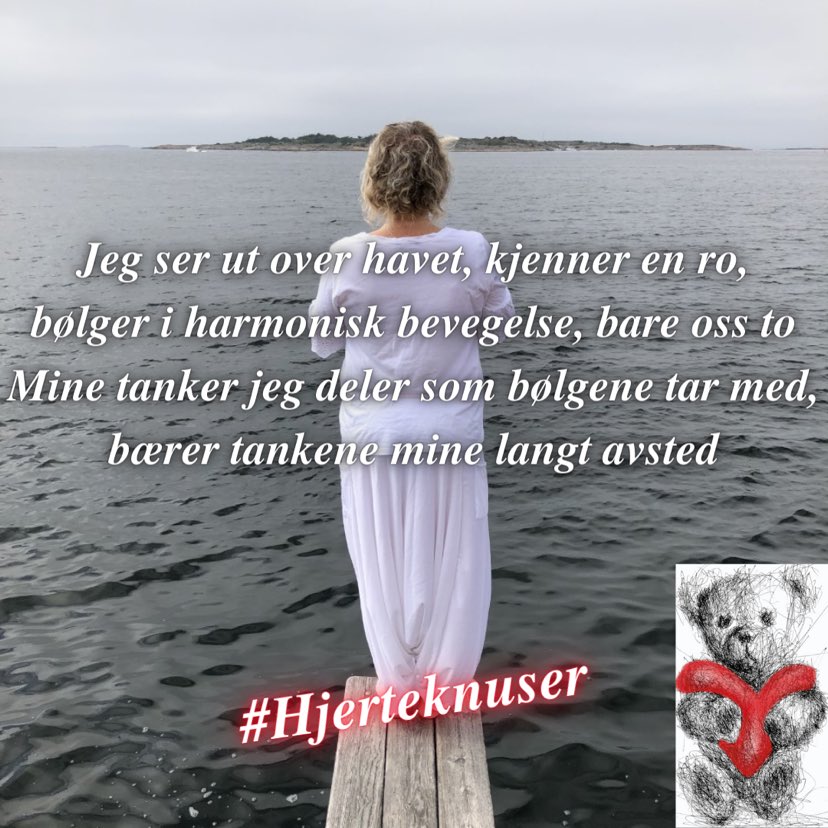 Jeg ser ut over havet, kjenner en ro,
bølger i harmonisk bevegelse, bare oss to
Mine tanker jeg deler som bølgene tar med,
bærer tankene mine langt avsted
#Hjerteknuser